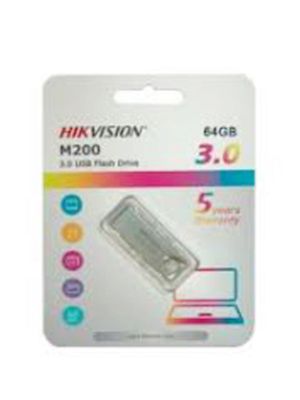 HIKVISION
64GB
M200
3.0
3.0 USB Flash Drive
5 years
Warranty